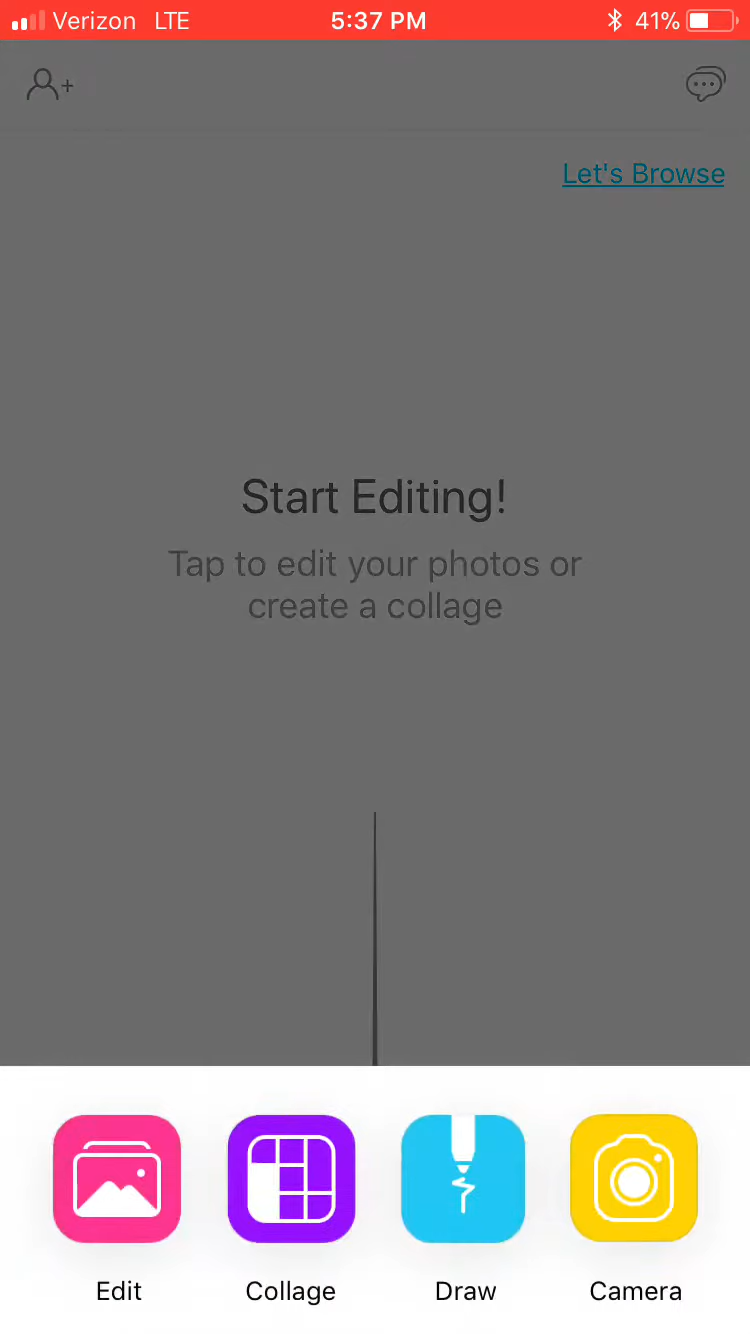 Verizon LTE 5:37 PM 41%
Let's Browse
Start Editing!
Tap to edit your photos or
create a collage
Edit Collage Draw Camera